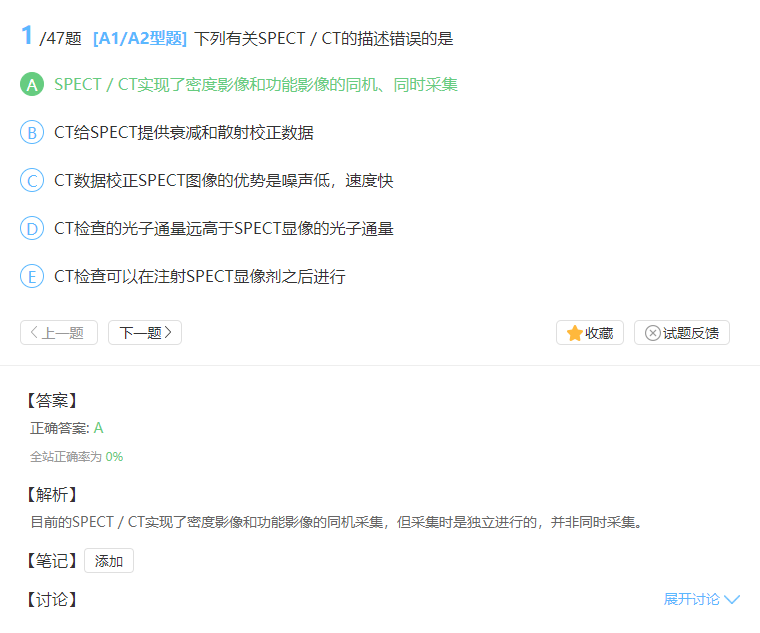 1 /47题 [A1/A2型题] 下列有关SPECT / CT的描述错误的是
A SPECT / CT实现了密度影像和功能影像的同机、同时采集
B CT给SPECT提供衰减和散射校正数据
C CT数据校正SPECT图像的优势是噪声低，速度快
D CT检查的光子通量远高于SPECT显像的光子通量
E CT检查可以在注射SPECT显像剂之后进行
上一题 下一题 收藏 试题反馈
【答案】
正确答案: A
全站正确率为 0%
【解析】
目前的SPECT / CT实现了密度影像和功能影像的同机采集，但采集时是独立进行的，并非同时采集。
【笔记】 添加
【讨论】 展开讨论